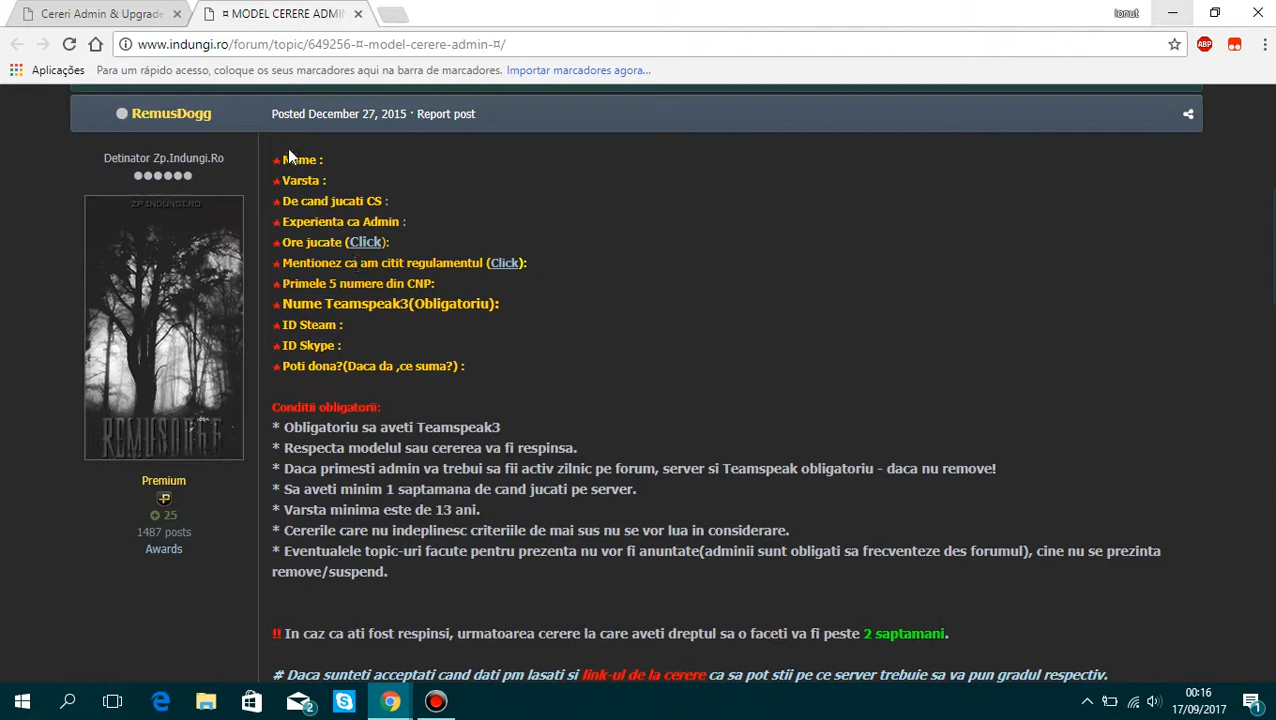 Cereri Admin & Upgrade
¤ MODEL CERERE ADMIN
Ionut
www.indungi.ro/forum/topic/649256-¤-model-cerere-admin-¤/
ABP
Aplicações
Para um rápido acesso, coloque os seus marcadores aqui na barra de marcadores. Importar marcadores agora...
RemusDogg
Posted December 27, 2015 · Report post
Detinator Zp.Indungi.Ro
ZP.INDUNGI.RO
REMUSDOGG
Premium
P
25
1487 posts
Awards
Nume :
Varsta :
De cand jucati CS :
Experienta ca Admin :
Ore jucate (Click):
Mentionez că am citit regulamentul (Click):
Primele 5 numere din CNP:
Nume Teamspeak3(Obligatoriu):
ID Steam :
ID Skype :
Poti dona?(Daca da ,ce suma?) :
Conditii obligatorii:
* Obligatoriu sa aveti Teamspeak3
* Respecta modelul sau cererea va fi respinsa.
* Daca primesti admin va trebui sa fii activ zilnic pe forum, server si Teamspeak obligatoriu - daca nu remove!
* Sa aveti minim 1 saptamana de cand jucati pe server.
* Varsta minima este de 13 ani.
* Cererile care nu indeplinesc criteriile de mai sus nu se vor lua in considerare.
* Eventualele topic-uri facute pentru prezenta nu vor fi anuntate(adminii sunt obligati sa frecventeze des forumul), cine nu se prezinta
remove/suspend.
!! In caz ca ati fost respinsi, urmatoarea cerere la care aveti dreptul sa o faceti va fi peste 2 saptamani.
# Daca sunteti acceptati cand dati pm lasati si link-ul de la cerere ca sa pot stii pe ce server trebuie sa va pun gradul respectiv.
2
00:16
17/09/2017
1